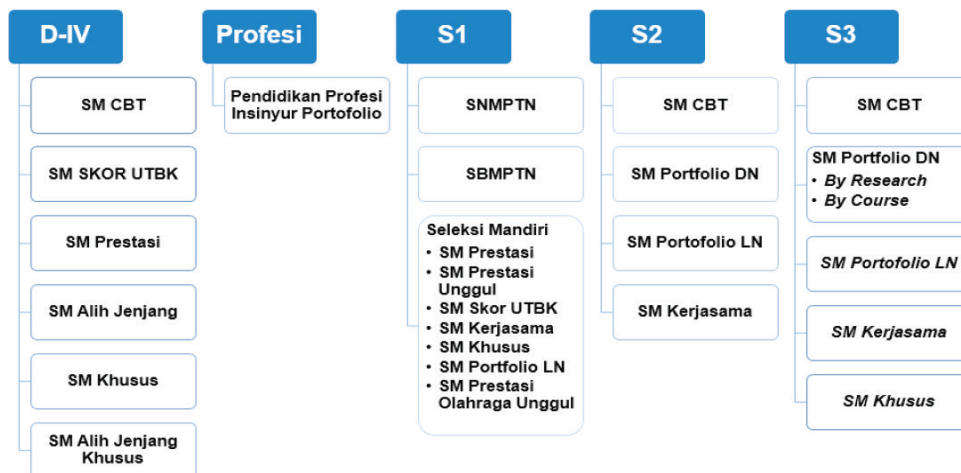 D-IV
SM CBT
SM SKOR UTBK
SM Prestasi
SM Alih Jenjang
SM Khusus
SM Alih Jenjang
Khusus
Profesi
Pendidikan Profesi
Insinyur Portofolio
S1
SNMPTN
SBMPTN
Seleksi Mandiri
• SM Prestasi
• SM Prestasi
Unggul
• SM Skor UTBK
• SM Kerjasama
• SM Khusus
• SM Portfolio LN
• SM Prestasi
Olahraga Unggul
S2
SM CBT
SM Portfolio DN
SM Portofolio LN
SM Kerjasama
S3
SM CBT
SM Portfolio DN
• By Research
• By Course
SM Portofolio LN
SM Kerjasama
SM Khusus